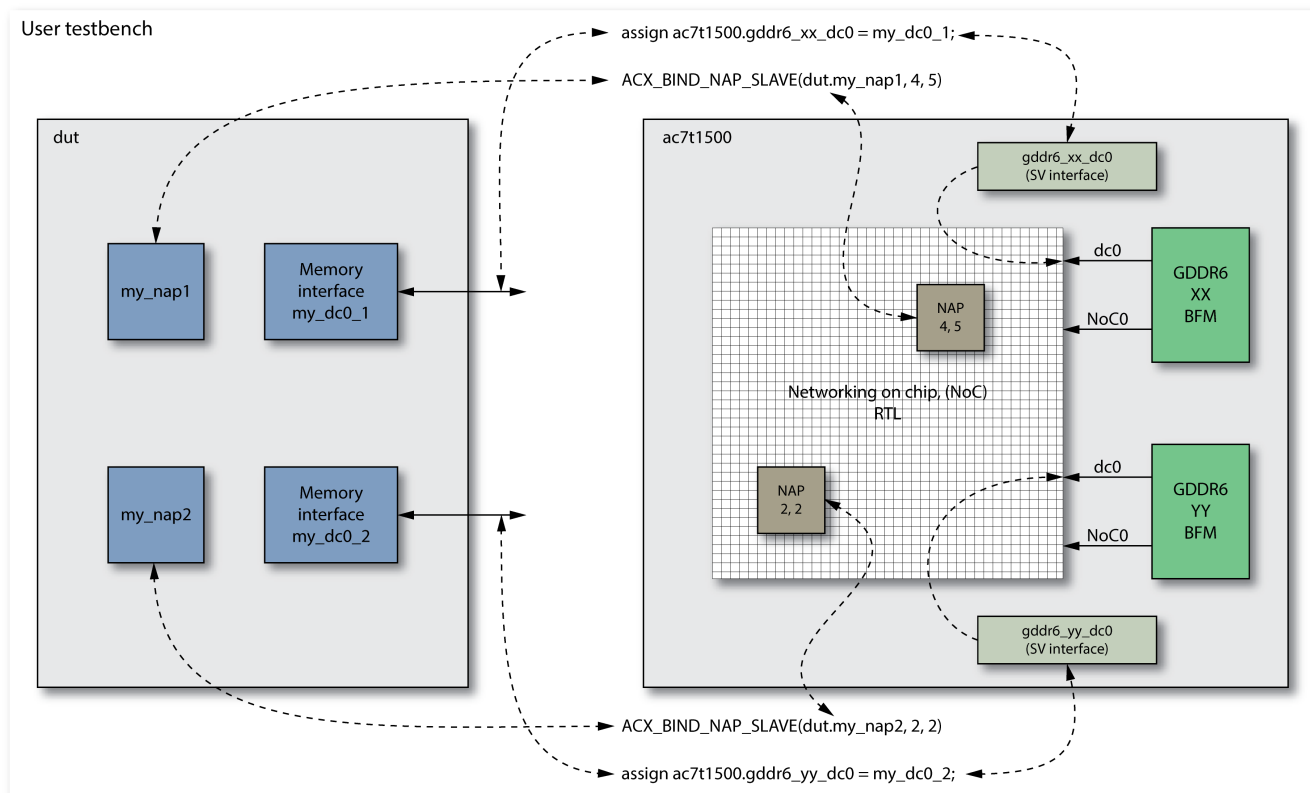 User testbench
assign ac7t1500.gddr6_xx_dc0 = my_dc0_1;
ACX_BIND_NAP_SLAVE(dut.my_nap1, 4, 5)
dut
my_nap1
Memory
interface
my_dc0_1
my_nap2
Memory
interface
my_dc0_2
ac7t1500
gddr6_xx_dc0
(SV interface)
dc0
NoC0
GDDR6
XX
BFM
NAP
4, 5
Networking on chip, (NoC)
RTL
NAP
2, 2
dc0
NoC0
GDDR6
YY
BFM
gddr6_yy_dc0
(SV interface)
ACX_BIND_NAP_SLAVE(dut.my_nap2, 2, 2)
assign ac7t1500.gddr6_yy_dc0 = my_dc0_2;